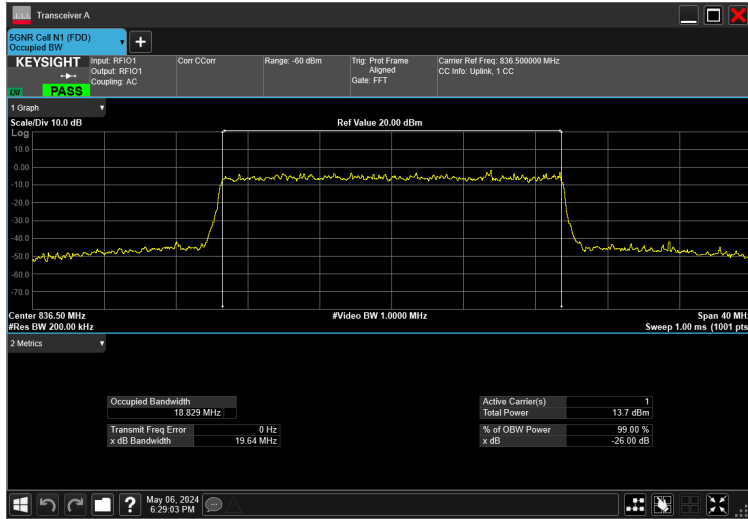 Transceiver A
5GNR Cell N1 (FDD)
Occupied BW
KEYSIGHT
PASS
Input: RFIO1
Output: RFIO1
Coupling: AC
Corr CCorr
Range: -60 dBm
Trig: Prot Frame
Aligned
Gate: FFT
Carrier Ref Freq: 836.500000 MHz
CC Info: Uplink, 1 CC
1 Graph
Scale/Div 10.0 dB
Ref Value 20.00 dBm
Log
10.0
0.00
-10.0
-20.0
-30.0
-40.0
-50.0
-60.0
-70.0
Center 836.50 MHz
#Video BW 1.0000 MHz
Span 40 MHz
#Res BW 200.00 kHz
Sweep 1.00 ms (1001 pts
2 Metrics
Occupied Bandwidth
18.829 MHz
Transmit Freq Error 0 Hz
x dB Bandwidth 19.64 MHz
Active Carrier(s) 1
Total Power 13.7 dBm
% of OBW Power 99.00 %
x dB -26.00 dB
May 06, 2024
6:29:03 PM